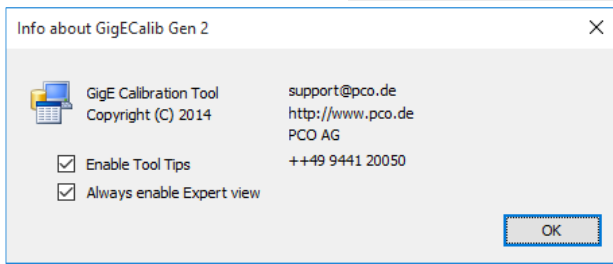 Info about GigECalib Gen 2
GigE Calibration Tool
Copyright (C) 2014
support@pco.de
http://www.pco.de
PCO AG
++49 9441 20050
Enable Tool Tips
Always enable Expert view
OK